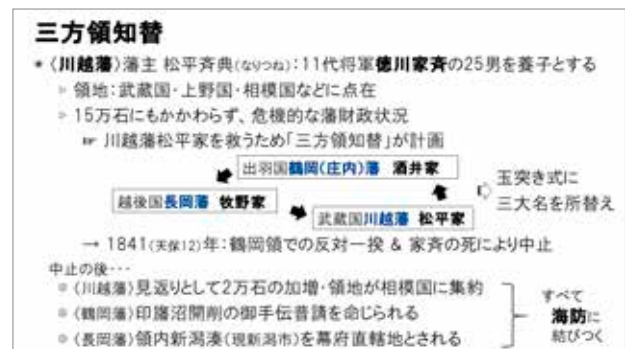 三方領知替
＊〈川越藩〉藩主 松平斉典(なりつね)：11代将軍徳川家斉の25男を養子とする
▹ 領地：武蔵国・上野国・相模国などに点在
▹ 15万石にもかかわらず、危機的な藩財政状況
☞ 川越藩松平家を救うため「三方領知替」が計画
出羽国鶴岡(庄内)藩 酒井家
越後国長岡藩 牧野家
武蔵国川越藩 松平家
玉突き式に
三大名を所替え
→ 1841(天保12)年：鶴岡領での反対一揆 & 家斉の死により中止
中止の後･･･
◎〈川越藩〉見返りとして2万石の加増・領地が相模国に集約
◎〈鶴岡藩〉印旛沼開削の御手伝普請を命じられる
◎〈長岡藩〉領内新潟湊(現新潟市)を幕府直轄地とされる
すべて
海防に
結びつく